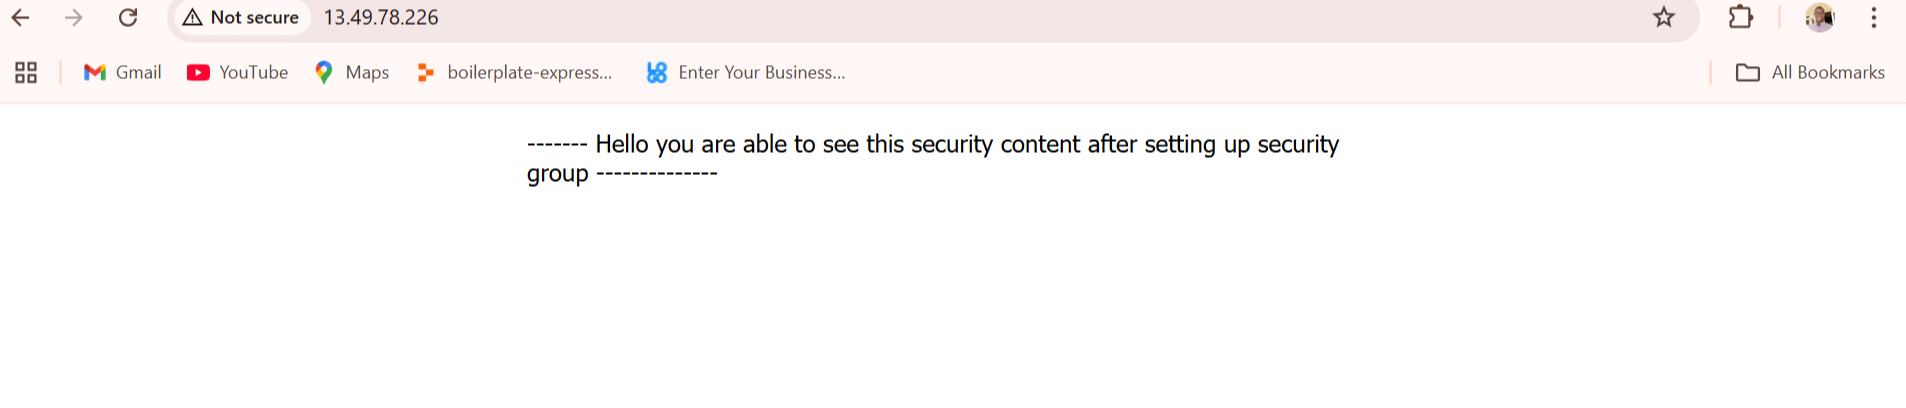 Not secure 13.49.78.226
Gmail YouTube Maps boilerplate-express... Enter Your Business... All Bookmarks
------- Hello you are able to see this security content after setting up security
group --------------